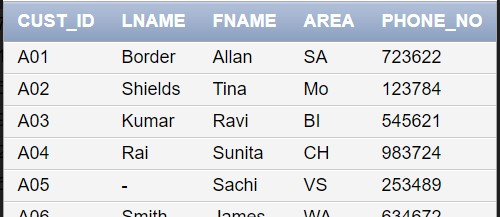 CUST_ID LNAME FNAME AREA PHONE_NO
A01 Border Allan SA 723622
A02 Shields Tina Mo 123784
A03 Kumar Ravi BI 545621
A04 Rai Sunita CH 983724
A05 - Sachi VS 253489
A06 Smith James WA 634672